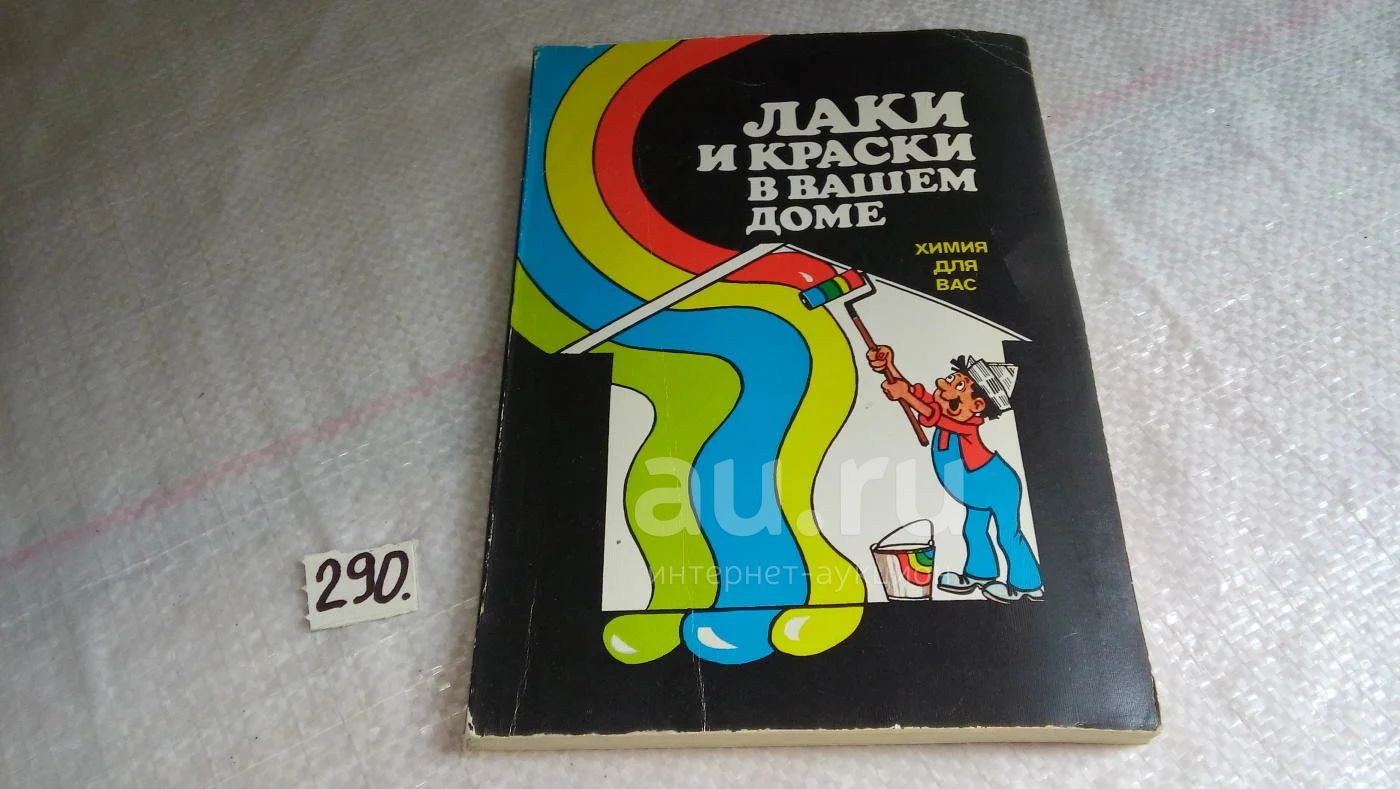 ЛАКИ
И КРАСКИ
В ВАШЕМ
ДОМЕ
ХИМИЯ
ДЛЯ
ВАС
au.ru
интернет-аукцион
290.